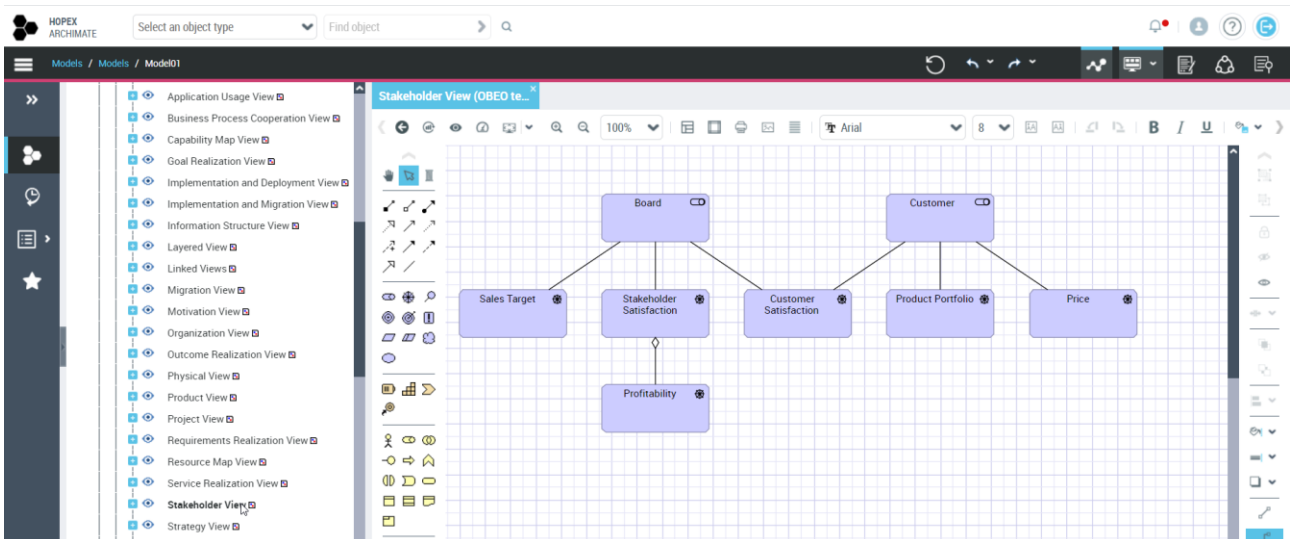 HOPEX
ARCHIMATE
Select an object type
Find object
Models / Models / Model01
Application Usage View
Business Process Cooperation View
Capability Map View
Goal Realization View
Implementation and Deployment View
Implementation and Migration View
Information Structure View
Layered View
Linked Views
Migration View
Motivation View
Organization View
Outcome Realization View
Physical View
Product View
Project View
Requirements Realization View
Resource Map View
Service Realization View
Stakeholder View
Strategy View
Stakeholder View (OBEO te...
100%
Arial
8
B I U
Board
Customer
Sales Target
Stakeholder
Satisfaction
Customer
Satisfaction
Product Portfolio
Price
Profitability